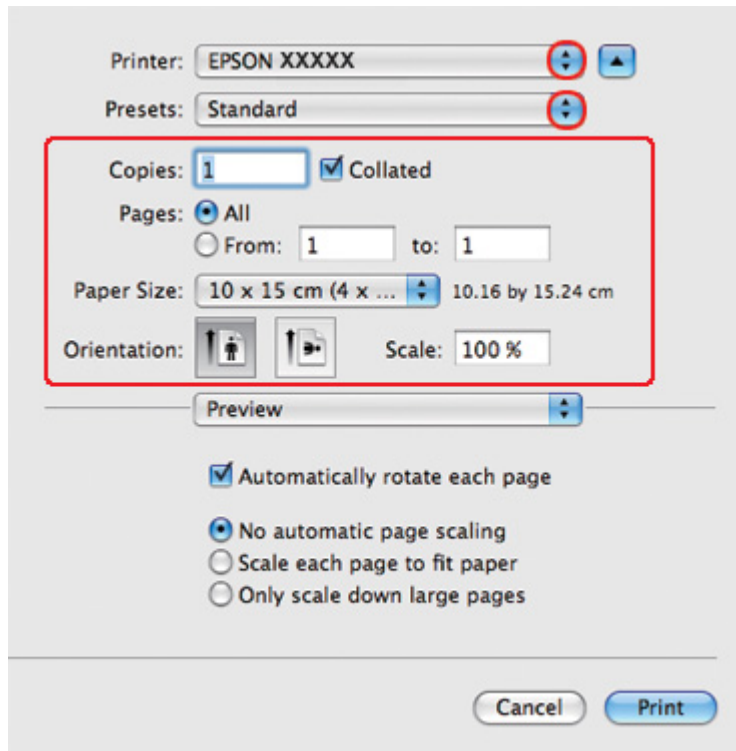 Printer: EPSON XXXXX
Presets: Standard
Copies: 1 Collated
Pages: All
From: 1 to: 1
Paper Size: 10 x 15 cm (4 x ... 10.16 by 15.24 cm
Orientation: Scale: 100 %
Preview
Automatically rotate each page
No automatic page scaling
Scale each page to fit paper
Only scale down large pages
Cancel Print